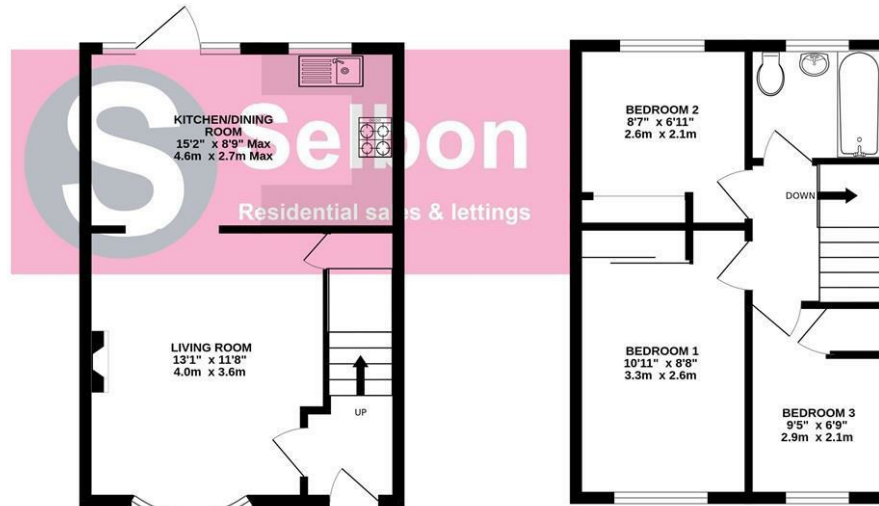 KITCHEN/DINING
ROOM
15'2" x 8'9" Max
4.6m x 2.7m Max
S
Selbon
Residential sales & lettings
LIVING ROOM
13'1" x 11'8"
4.0m x 3.6m
UP
BEDROOM 2
8'7" x 6'11"
2.6m x 2.1m
DOWN
BEDROOM 1
10'11" x 8'8"
3.3m x 2.6m
BEDROOM 3
9'5" x 6'9"
2.9m x 2.1m